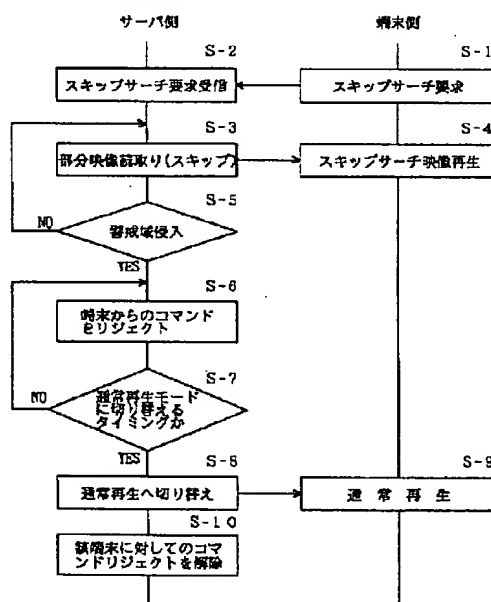 サーバ側 端末側
S-2 S-1
スキップサーチ要求受信 スキップサーチ要求
S-3 S-4
部分映像読取り(スキップ) スキップサーチ映像再生
S-5
警戒域侵入
NO
YES
S-6
端末からのコマンド
をリジェクト
S-7
通常再生モード
に切り替える
タイミングか
NO
YES
S-8 S-9
通常再生へ切り替え 通常再生
S-10
該端末に対してのコマ
ンドリジェクトを解除